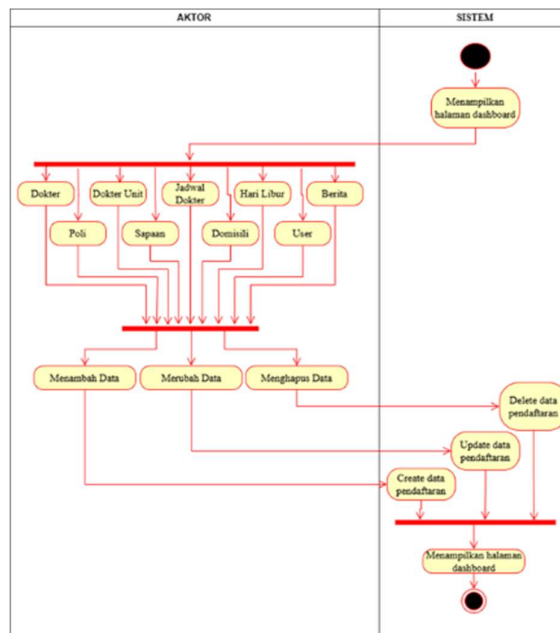 AKTOR
SISTEM
Menampilkan
halaman dashboard
Dokter
Dokter Unit
Jadwal
Dokter
Hari Libur
Berita
Poli
Sapaan
Domissli
User
Menambah Data
Merubah Data
Menghapus Data
Delete data
pendaftaran
Update data
pendaftaran
Create data
pendaftaran
Menampilkan halaman
dashboard